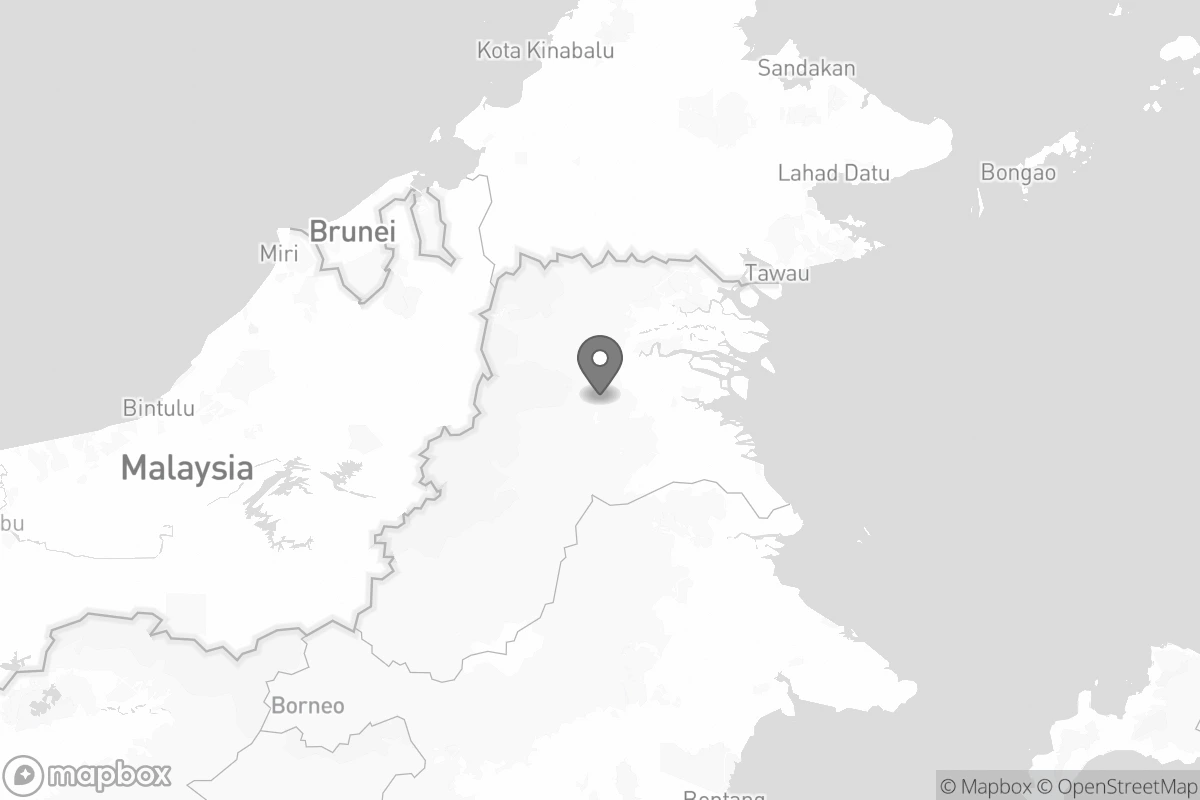 Kota Kinabalu
Sandakan
Lahad Datu
Bongao
Brunei
Miri
Tawau
Bintulu
Malaysia
bu
Borneo
Bontang
mapbox
© Mapbox © OpenStreetMap